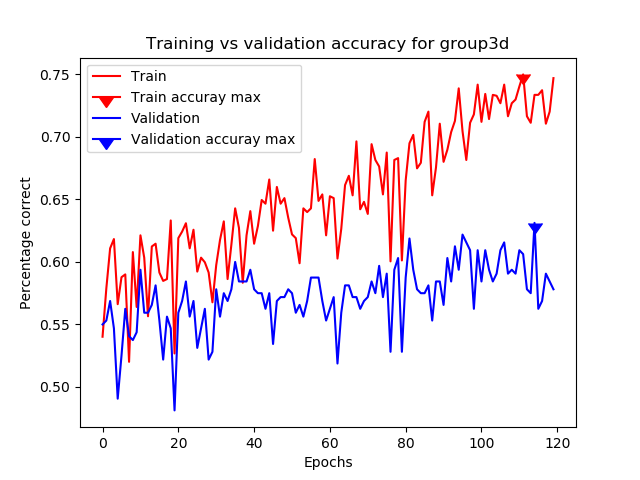 Training vs validation accuracy for group3d
Train
Train accuray max
Validation
Validation accuray max
0.75
0.70
0.65
0.60
0.55
0.50
Percentage correct
0 20 40 60 80 100 120
Epochs